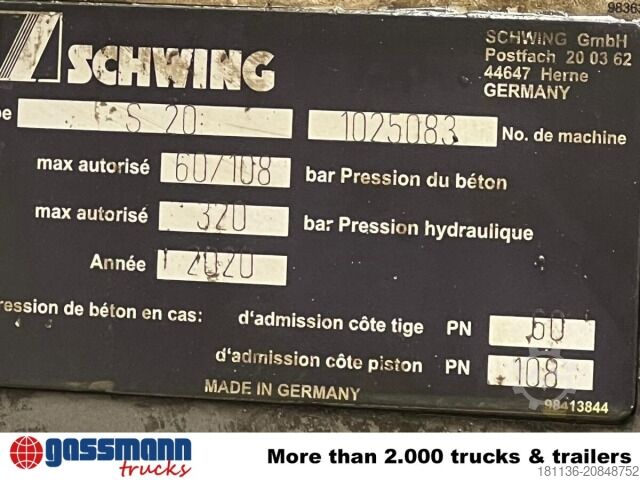 98363
SCHWING
SCHWING GmbH
Postfach 20 03 62
44647 Herne
GERMANY
pe S 20 1025083 No. de machine
max autorisé 60/108 bar Pression du béton
max autorisé 320 bar Pression hydraulique
Année 2020
ression de béton en cas: d'admission côte tige PN 60
d'admission côte piston PN 108
MADE IN GERMANY
98413844
gassmann
trucks
More than 2.000 trucks & trailers
181136-20848752